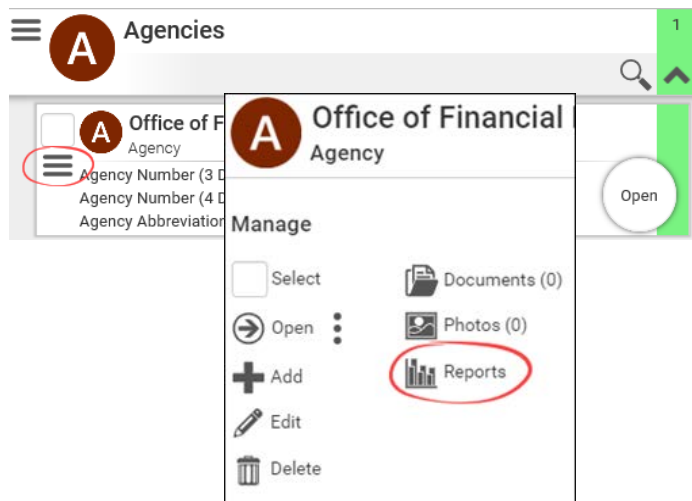 A Agencies
1
A Office of F
Agency
Agency Number (3 D
Agency Number (4 D
Agency Abbreviation
Open
A Office of Financial
Agency
Manage
Select
Documents (0)
Open
Photos (0)
Add
Reports
Edit
Delete